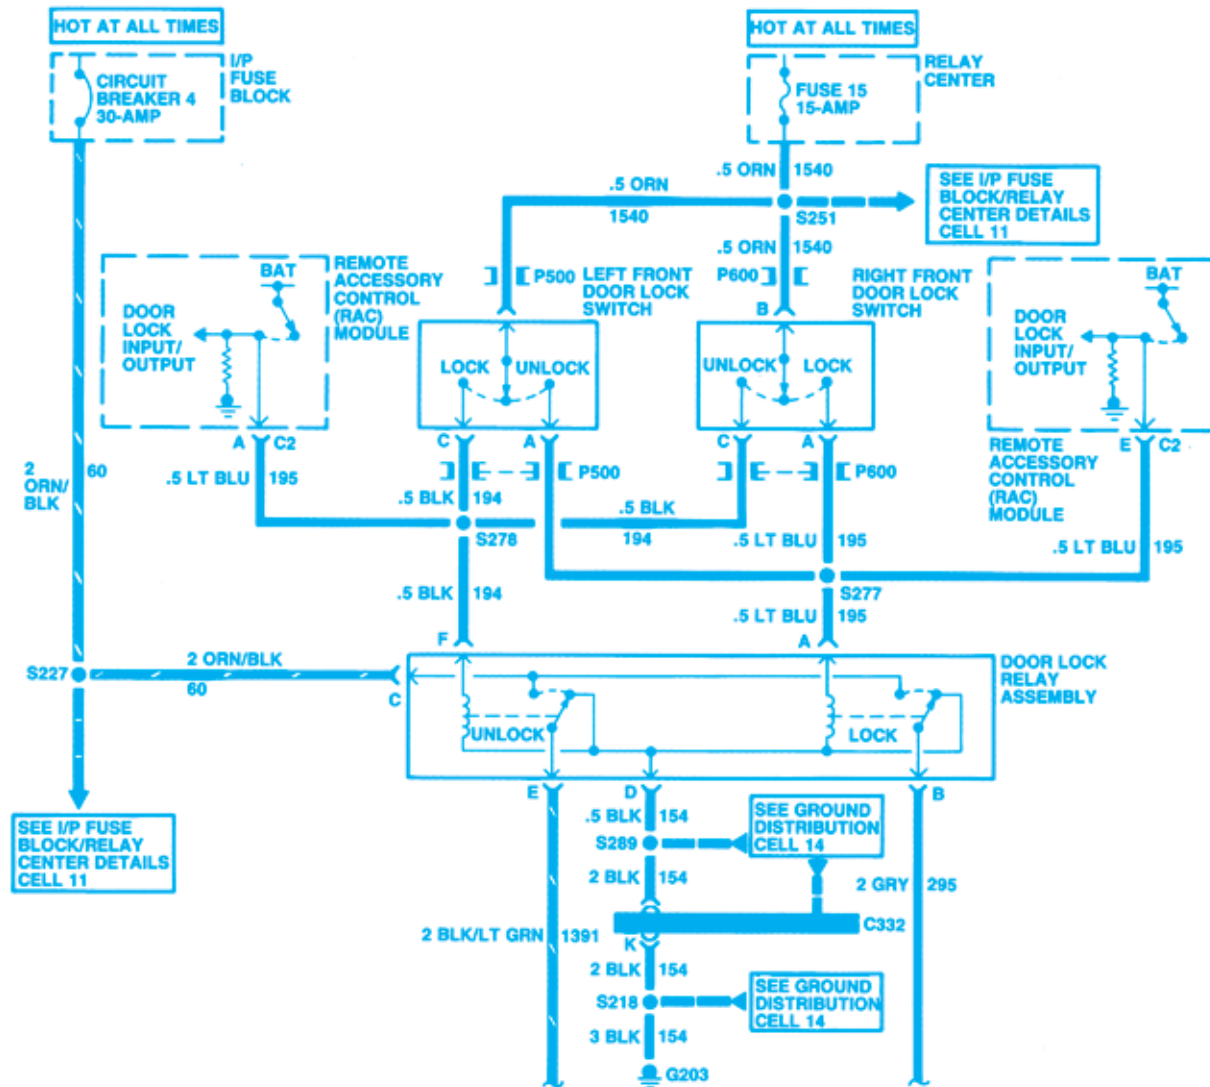 HOT AT ALL TIMES
HOT AT ALL TIMES
I/P
FUSE
BLOCK
CIRCUIT
BREAKER 4
30-AMP
RELAY
CENTER
FUSE 15
15-AMP
.5 ORN 1540
.5 ORN
1540
S251
.5 ORN 1540
SEE I/P FUSE
BLOCK/RELAY
CENTER DETAILS
CELL 11
REMOTE
ACCESSORY
CONTROL
(RAC)
MODULE
BAT
DOOR
LOCK
INPUT/
OUTPUT
P500
LEFT FRONT
DOOR LOCK
SWITCH
P600
RIGHT FRONT
DOOR LOCK
SWITCH
B
BAT
DOOR
LOCK
INPUT/
OUTPUT
LOCK UNLOCK
UNLOCK LOCK
A C2
C A
C A
E C2
REMOTE
ACCESSORY
CONTROL
(RAC)
MODULE
2
ORN/
BLK
60
.5 LT BLU 195
.5 BLK 194
P500
P600
.5 BLK
194
S278
.5 LT BLU 195
.5 LT BLU 195
S277
.5 BLK 194
.5 LT BLU 195
F
A
S227
2 ORN/BLK
60
C
DOOR LOCK
RELAY
ASSEMBLY
UNLOCK
LOCK
E D B
SEE I/P FUSE
BLOCK/RELAY
CENTER DETAILS
CELL 11
.5 BLK 154
S289
SEE GROUND
DISTRIBUTION
CELL 14
2 BLK 154
2 GRY 295
C332
2 BLK/LT GRN 1391
K
2 BLK 154
S218
SEE GROUND
DISTRIBUTION
CELL 14
3 BLK 154
G203